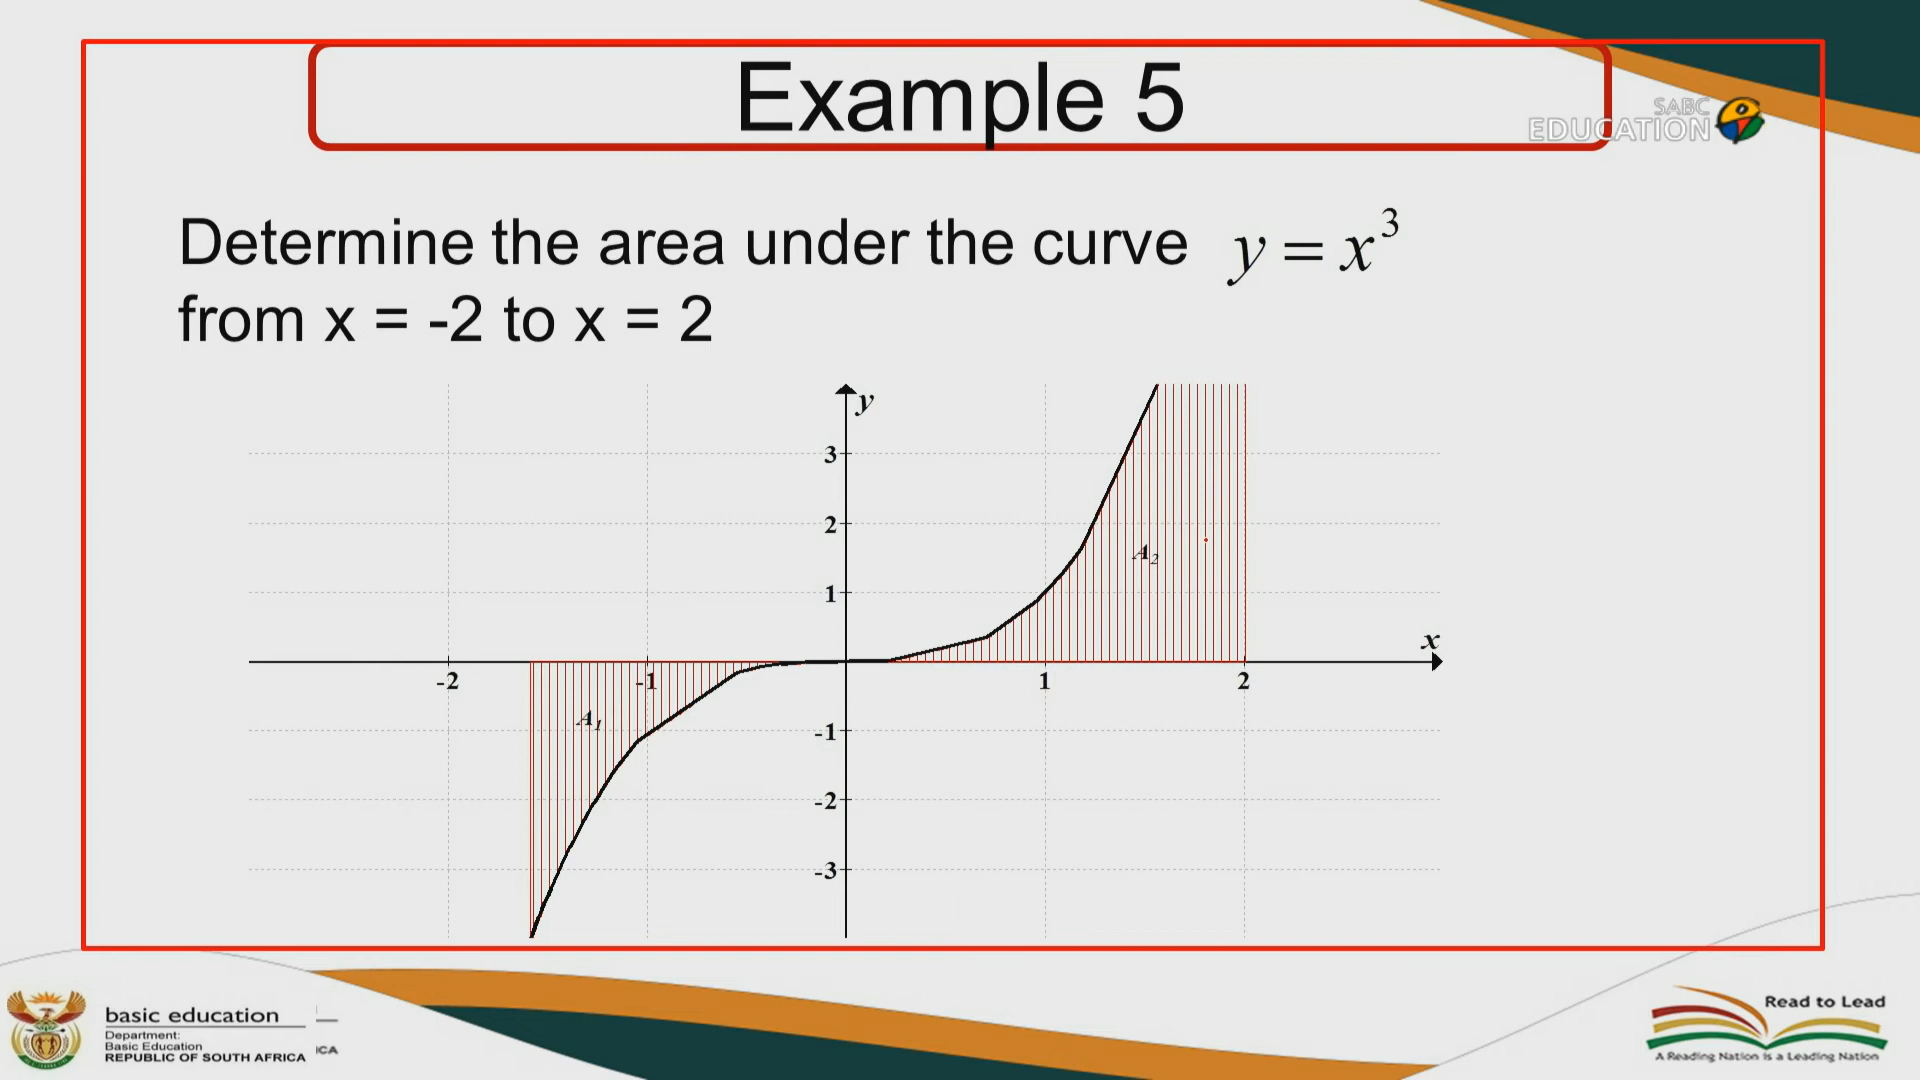 Example 5
SABC
EDUCATION
Determine the area under the curve y = x³
from x = -2 to x = 2
y
3
2
1
A₂
x
-2 -1 1 2
A₁
-1
-2
-3
basic education
Department:
Basic Education
REPUBLIC OF SOUTH AFRICA
ICA
Read to Lead
A Reading Nation is a Leading Nation